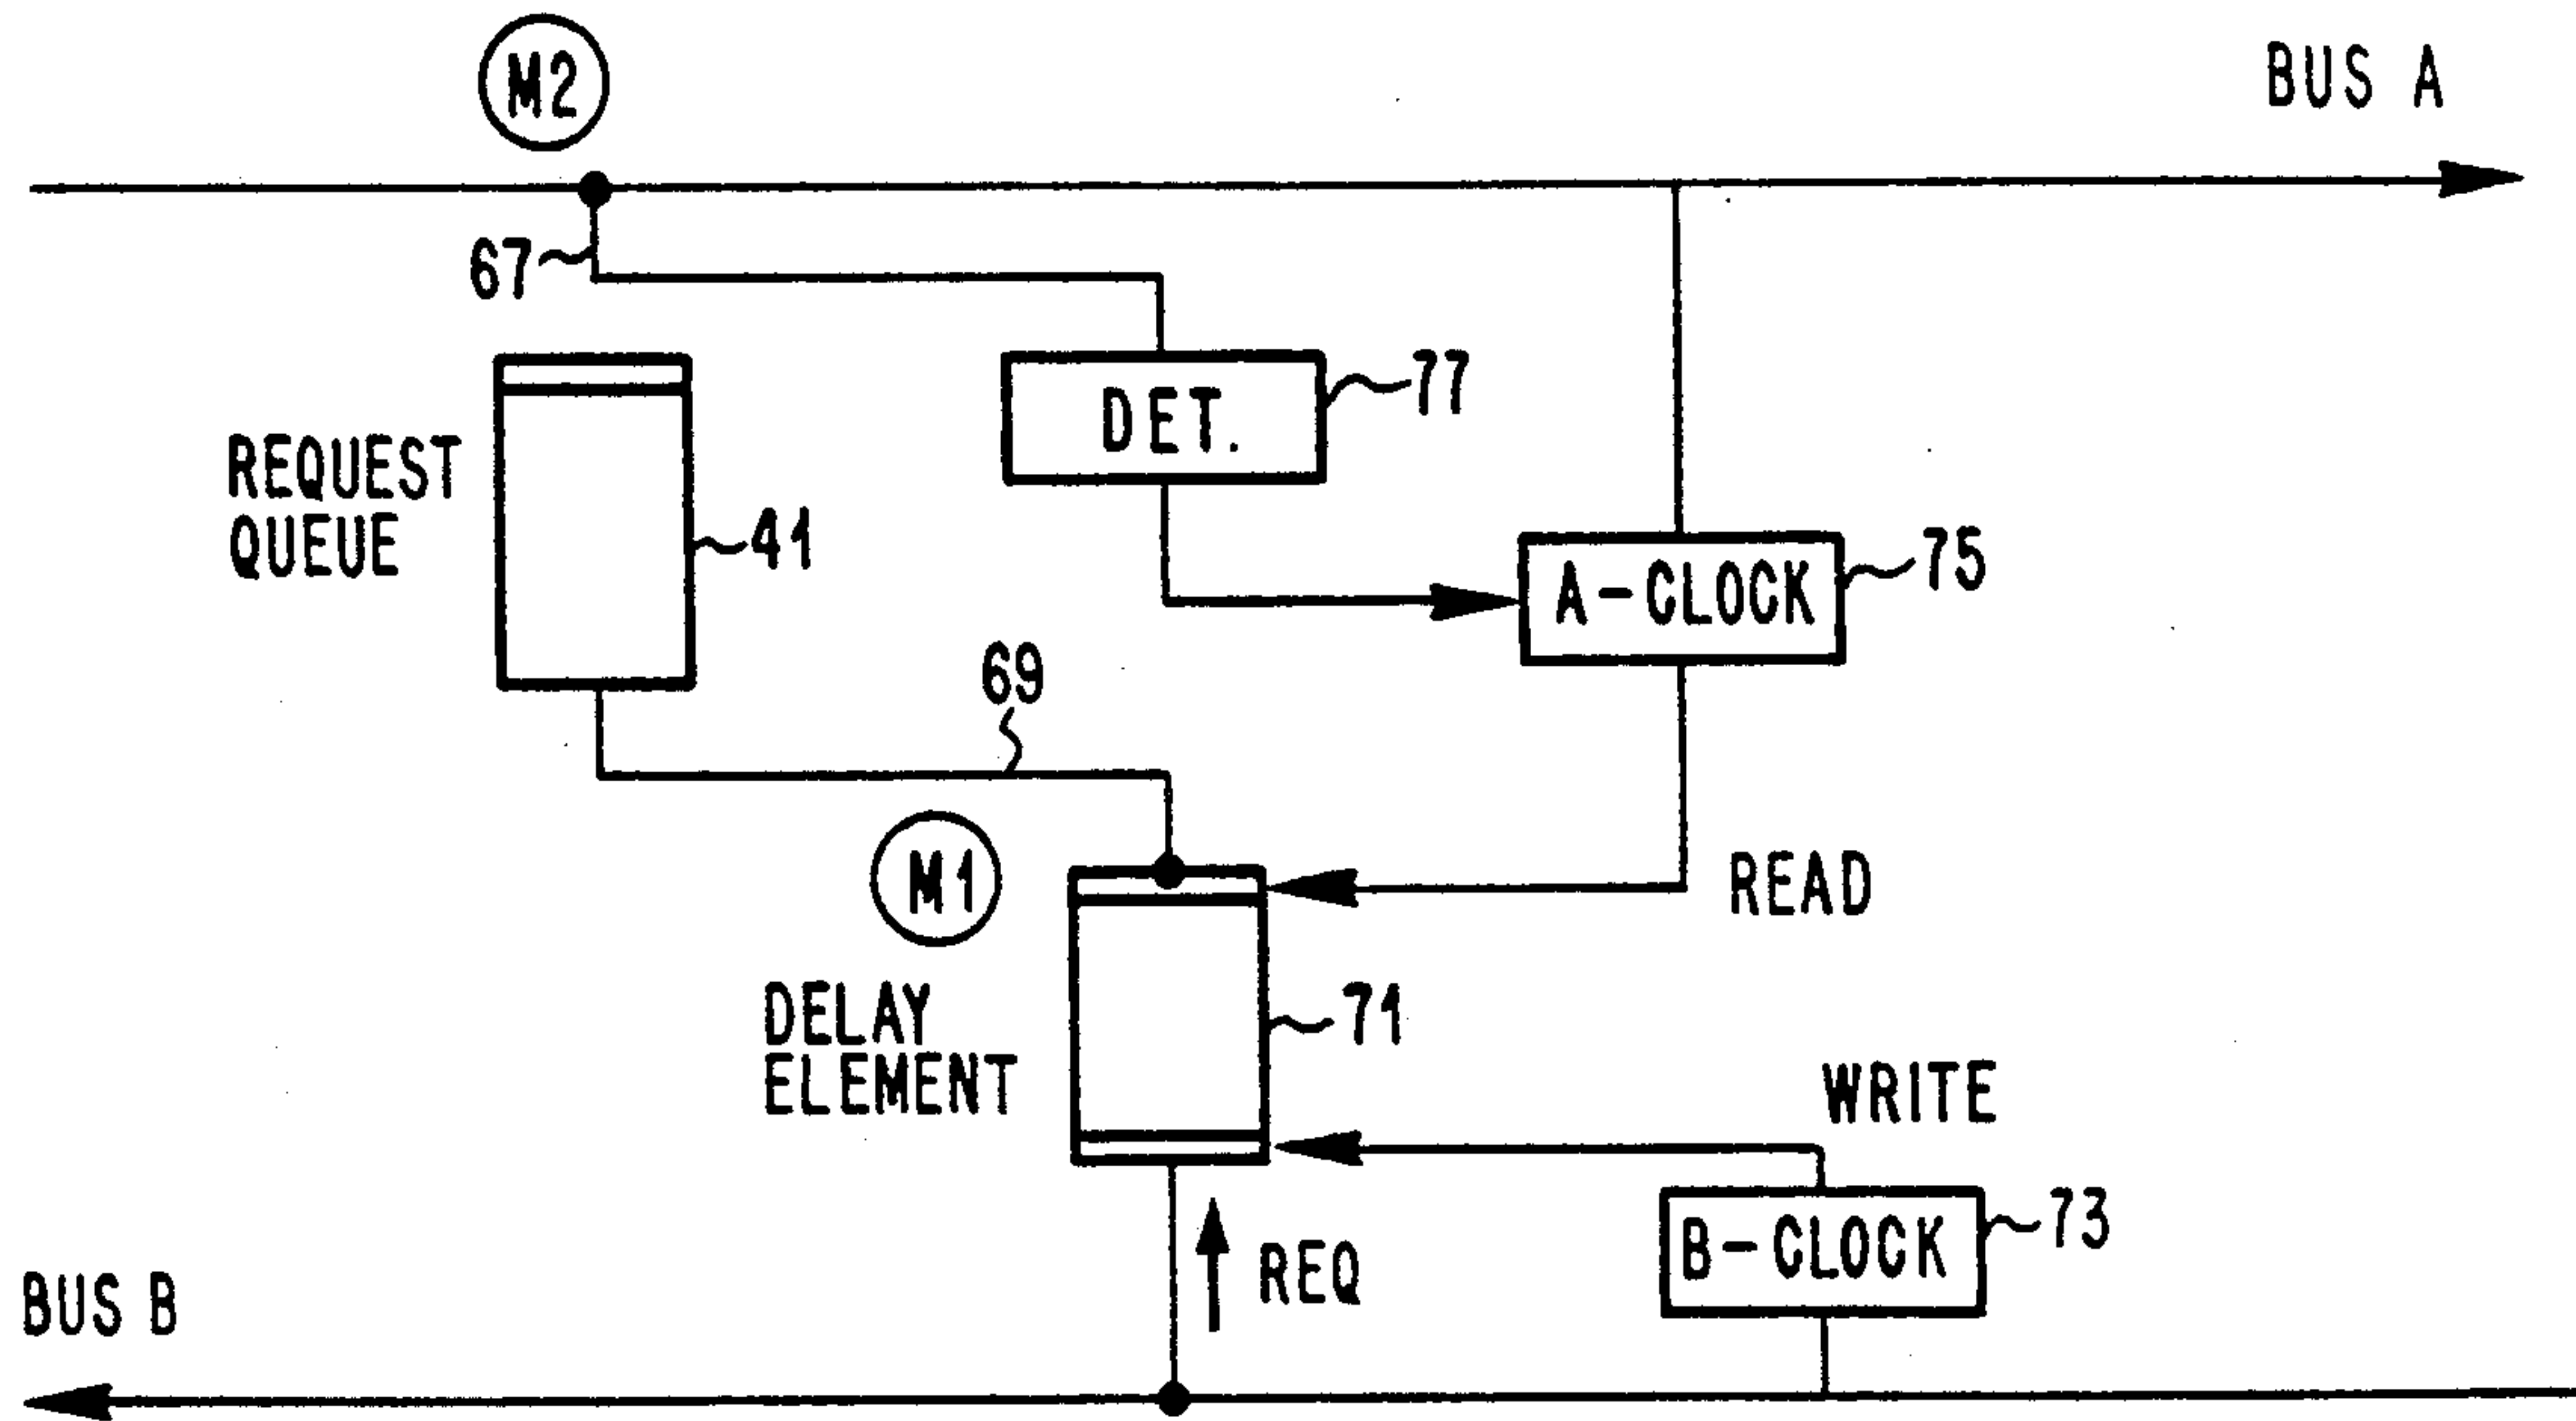 M2
BUS A
67
DET.
77
REQUEST
QUEUE
41
A-CLOCK
75
69
M1
READ
DELAY
ELEMENT
71
WRITE
B-CLOCK
73
REQ
BUS B